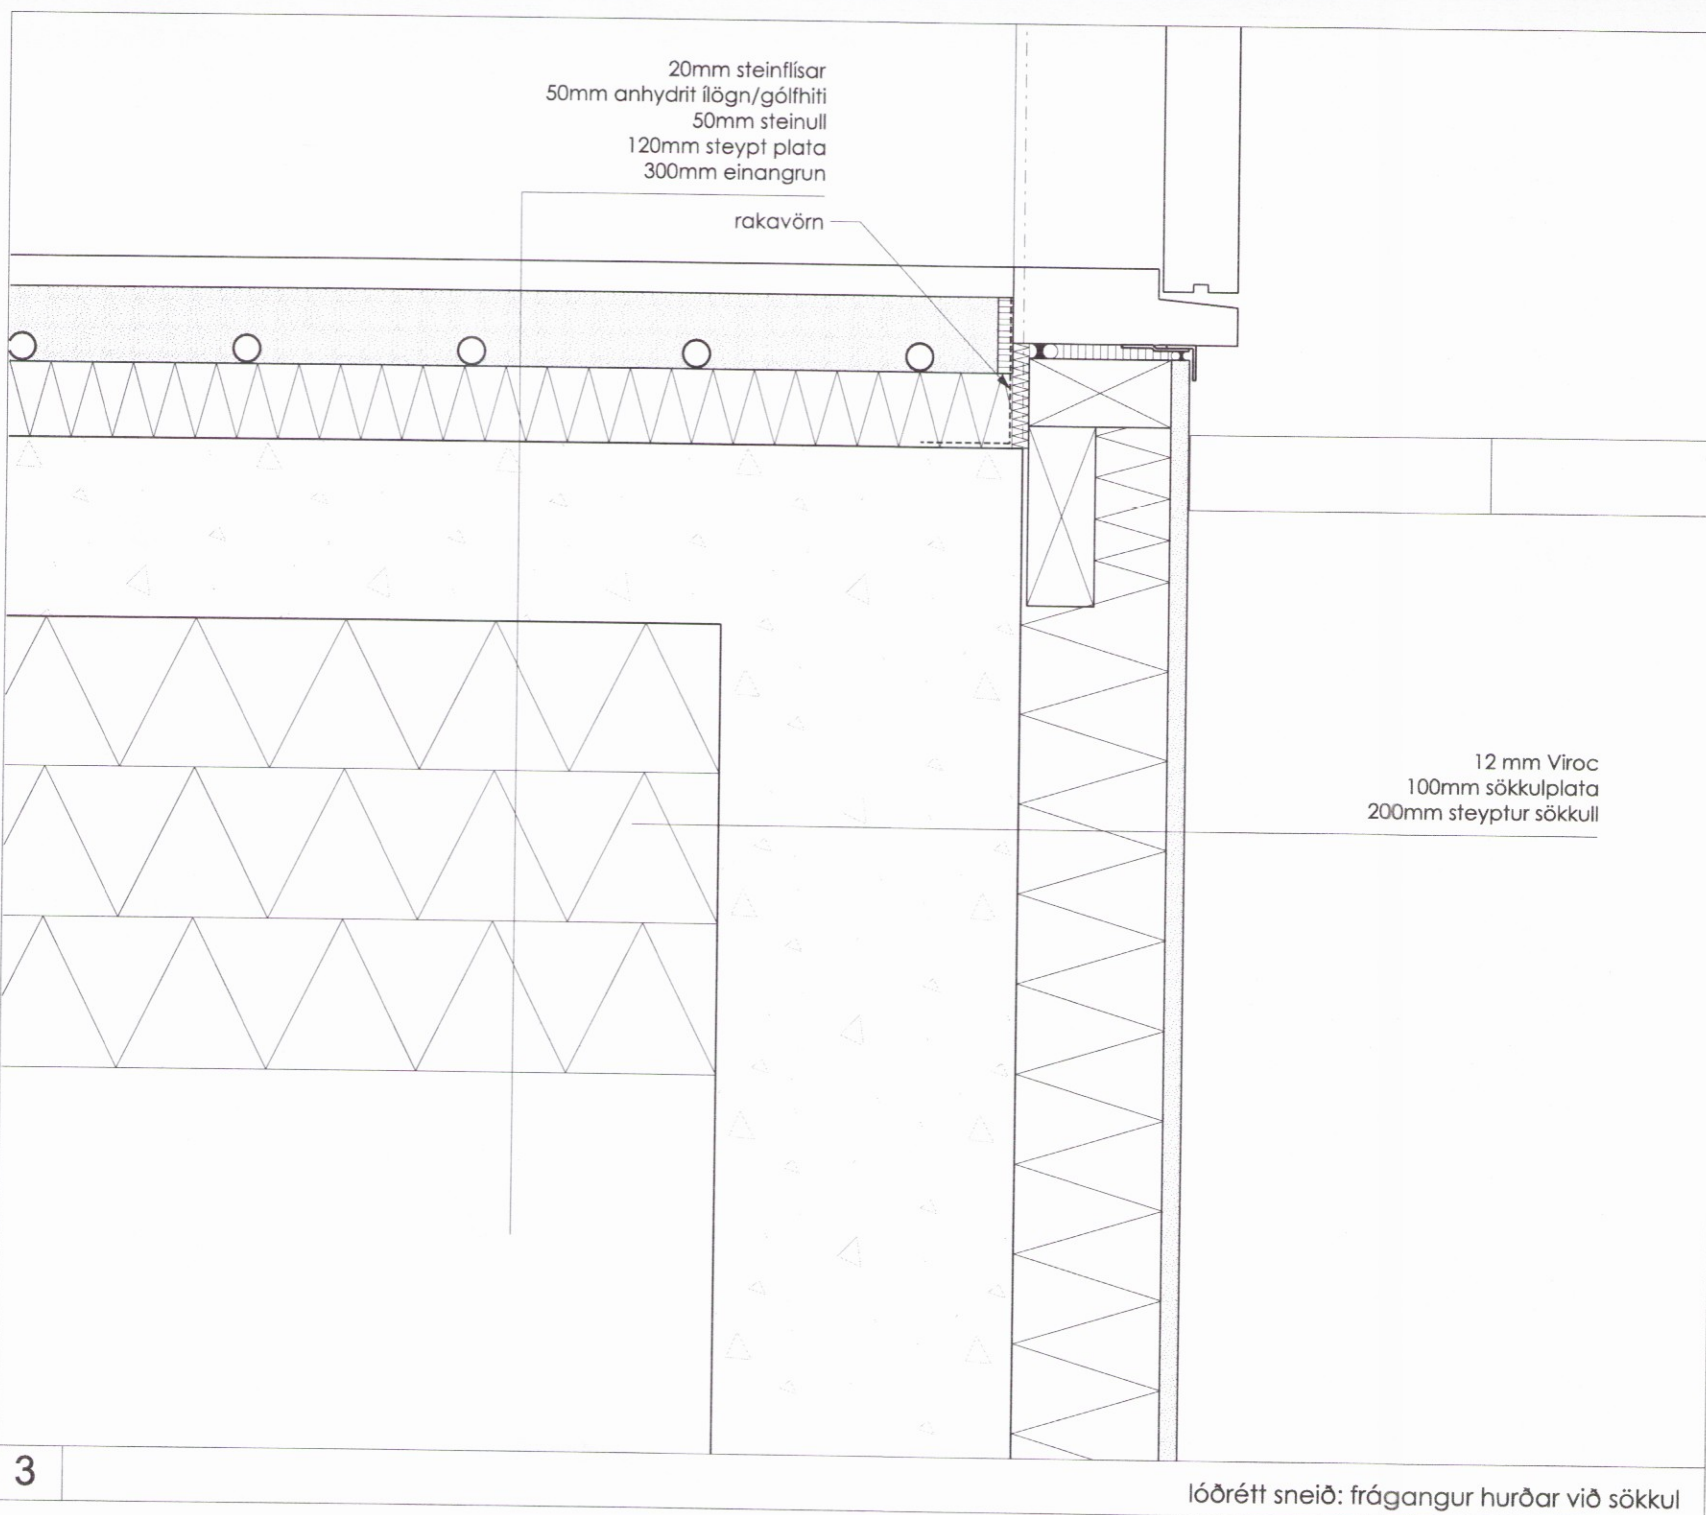 20mm steinflísar
50mm anhydrit ílögn/gólfhiti
50mm steinull
120mm steypt plata
300mm einangrun
rakavörn
12 mm Viroc
100mm sökkulplata
200mm steyptur sökkull
3
lóðrétt sneið: frágangur hurðar við sökkul